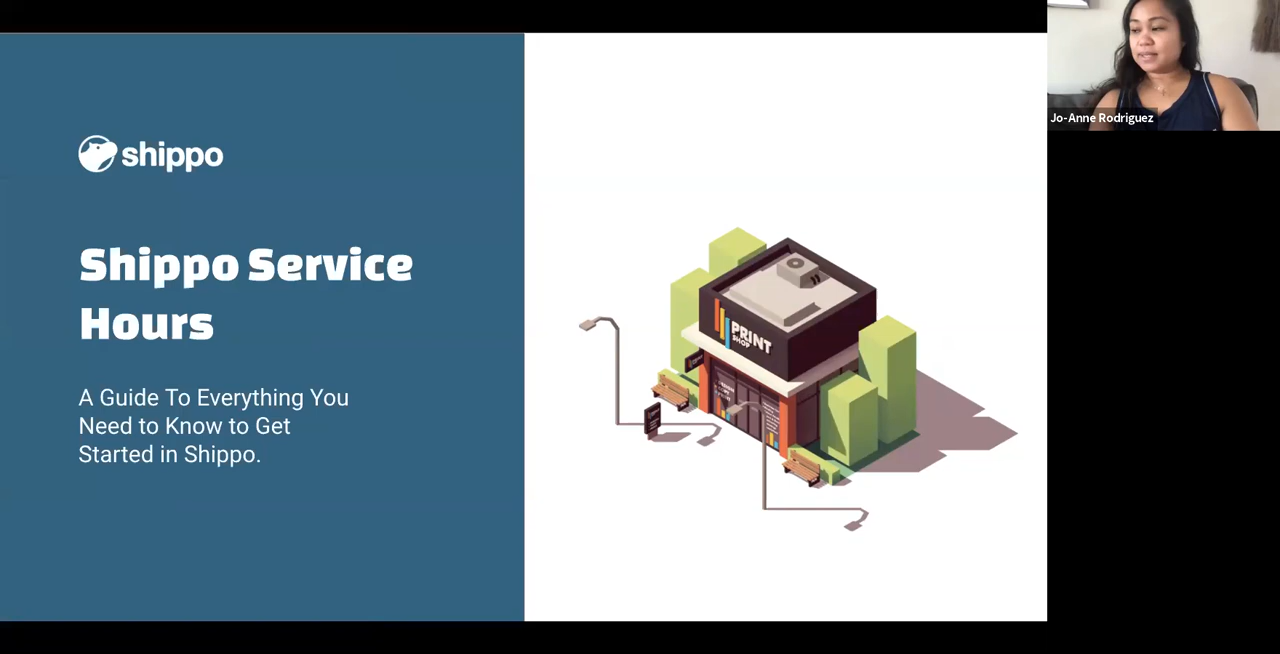 shippo
Shippo Service
Hours
A Guide To Everything You
Need to Know to Get
Started in Shippo.
PRINT
SHOP
Jo-Anne Rodriguez